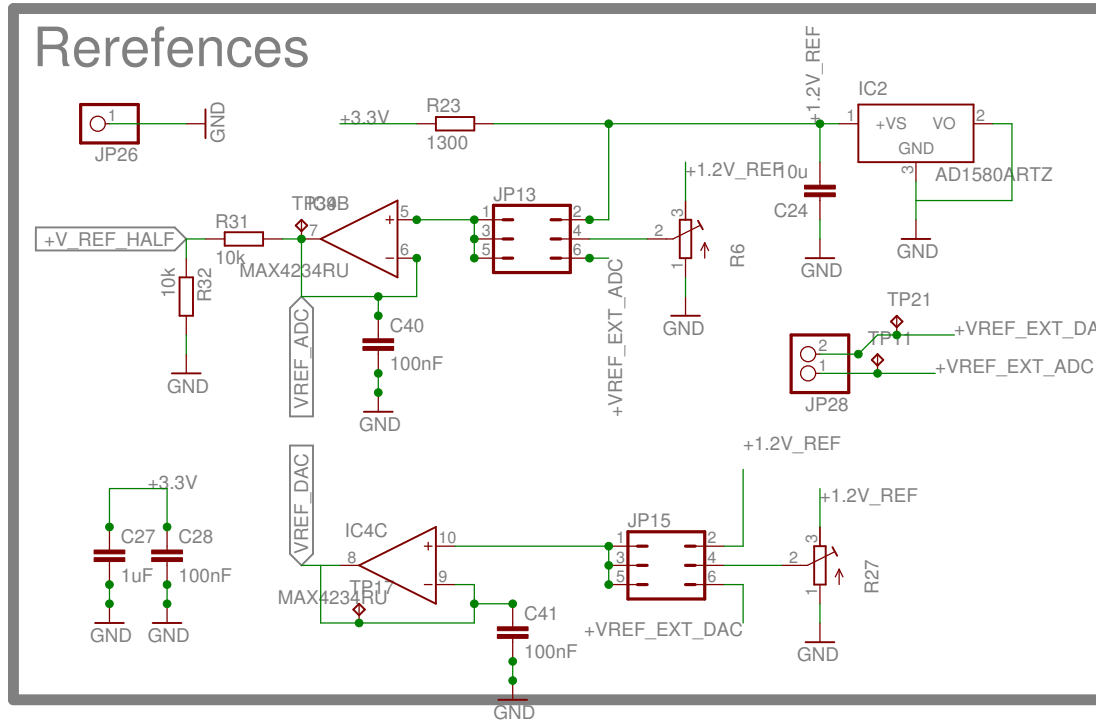 Rerefences
1
JP26
GND
+3.3V
R23
1300
+1.2V_REF
IC2
1
+VS
VO
GND
3
2
AD1580ARTZ
10u
C24
GND
GND
+V_REF_HALF
R31
10k
10k
R32
GND
TP30
IC4B
7
5
6
+
−
MAX4234RU
VREF_ADC
C40
100nF
GND
JP13
1
3
5
2
4
6
+VREF_EXT_ADC
+1.2V_REF
3
2
1
R6
GND
TP21
+VREF_EXT_DA
TP11
+VREF_EXT_ADC
2
1
JP28
+3.3V
C27
1uF
GND
C28
100nF
GND
VREF_DAC
IC4C
8
10
9
+
−
TP17
MAX4234RU
C41
100nF
GND
JP15
1
3
5
2
4
6
+1.2V_REF
+VREF_EXT_DAC
+1.2V_REF
3
2
1
R27
GND